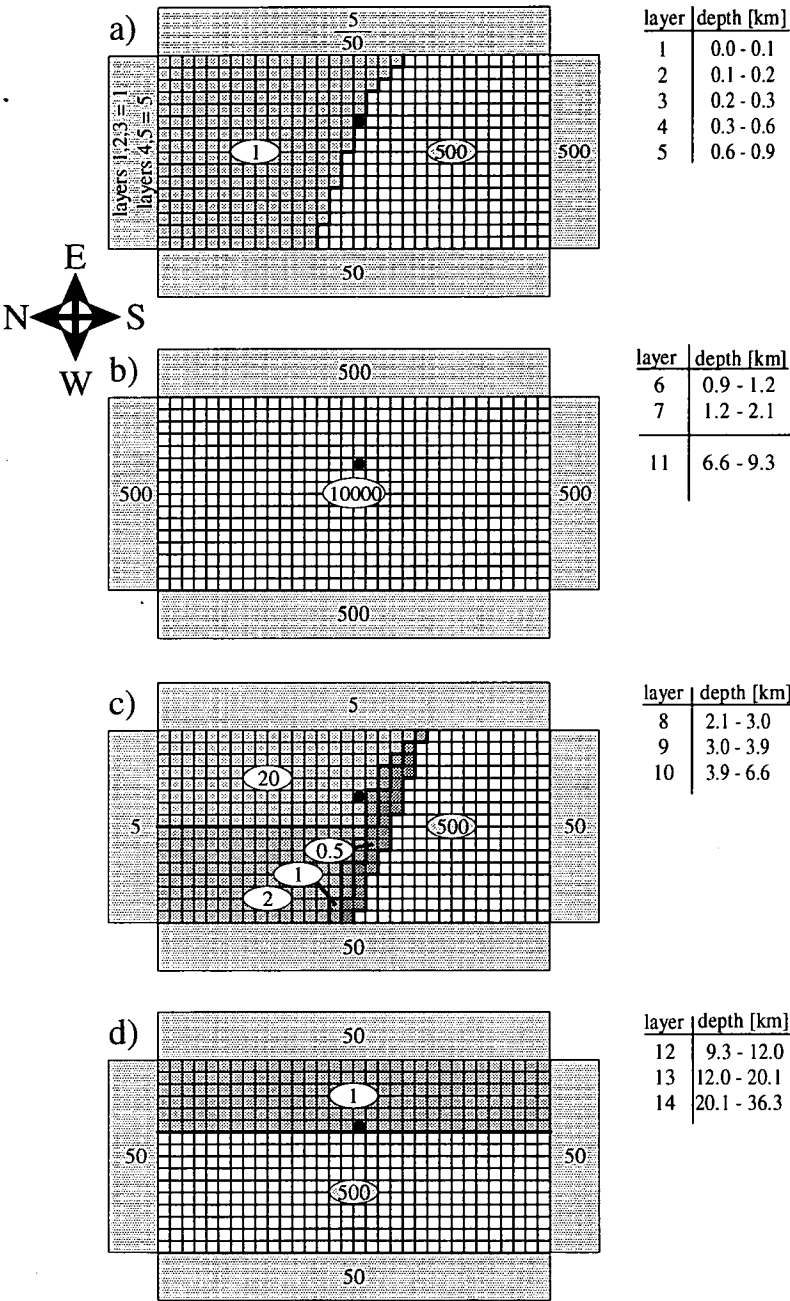 a)
5
50
layers 1,2,3 = 1
layers 4,5 = 5
1
500
500
50
layer depth [km]
1 0.0 - 0.1
2 0.1 - 0.2
3 0.2 - 0.3
4 0.3 - 0.6
5 0.6 - 0.9
E
N S
W
b)
500
500
10000
500
500
layer depth [km]
6 0.9 - 1.2
7 1.2 - 2.1
11 6.6 - 9.3
c)
5
20
5
500
50
0.5
1
2
50
layer depth [km]
8 2.1 - 3.0
9 3.0 - 3.9
10 3.9 - 6.6
d)
50
1
50
50
500
50
layer depth [km]
12 9.3 - 12.0
13 12.0 - 20.1
14 20.1 - 36.3